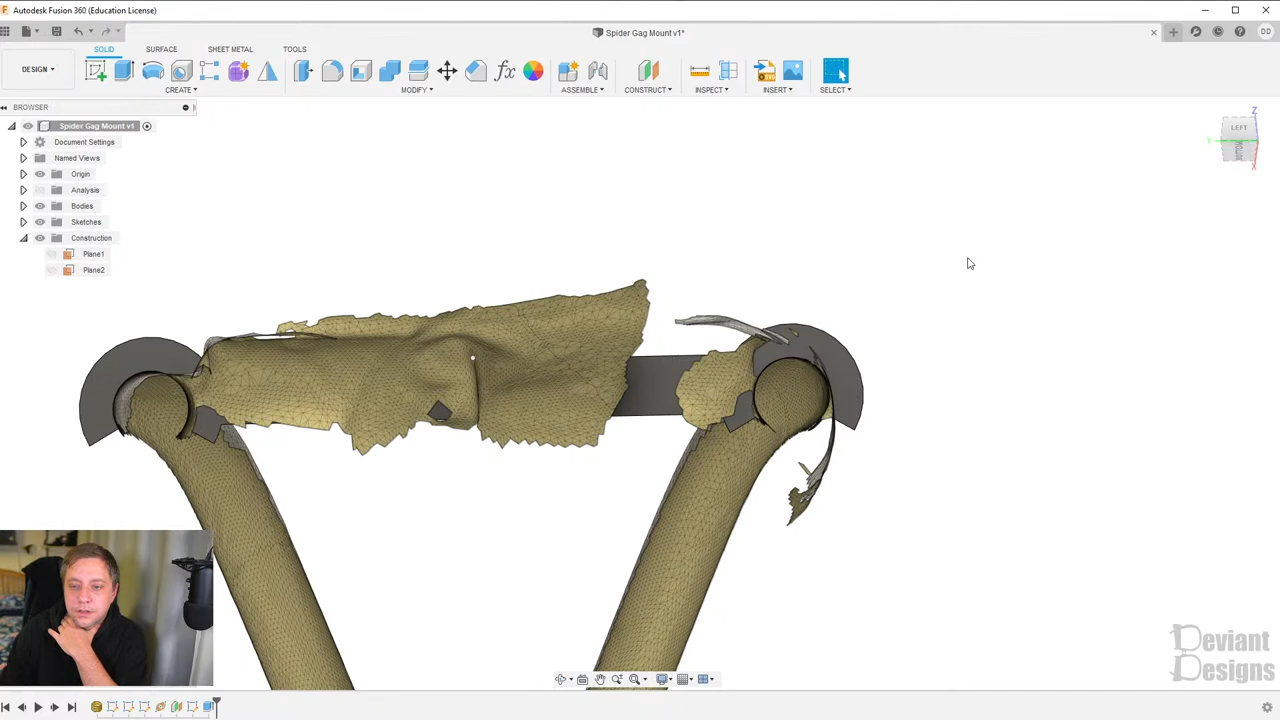 Autodesk Fusion 360 (Education License)
Spider Gag Mount v1*
DD
SOLID SURFACE SHEET METAL TOOLS
DESIGN
CREATE MODIFY ASSEMBLE CONSTRUCT INSPECT INSERT SELECT
BROWSER
Spider Gag Mount v1
Document Settings
Named Views
Origin
Analysis
Bodies
Sketches
Construction
Plane1
Plane2
Z
LEFT
Y
X
Deviant
Designs